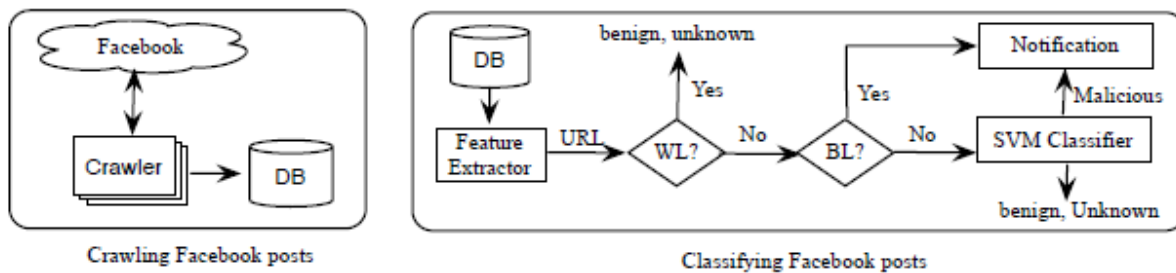 Facebook
Crawler
DB
Crawling Facebook posts
DB
Feature
Extractor
URL
WL?
Yes
benign, unknown
No
BL?
Yes
No
Notification
Malicious
SVM Classifier
benign, Unknown
Classifying Facebook posts